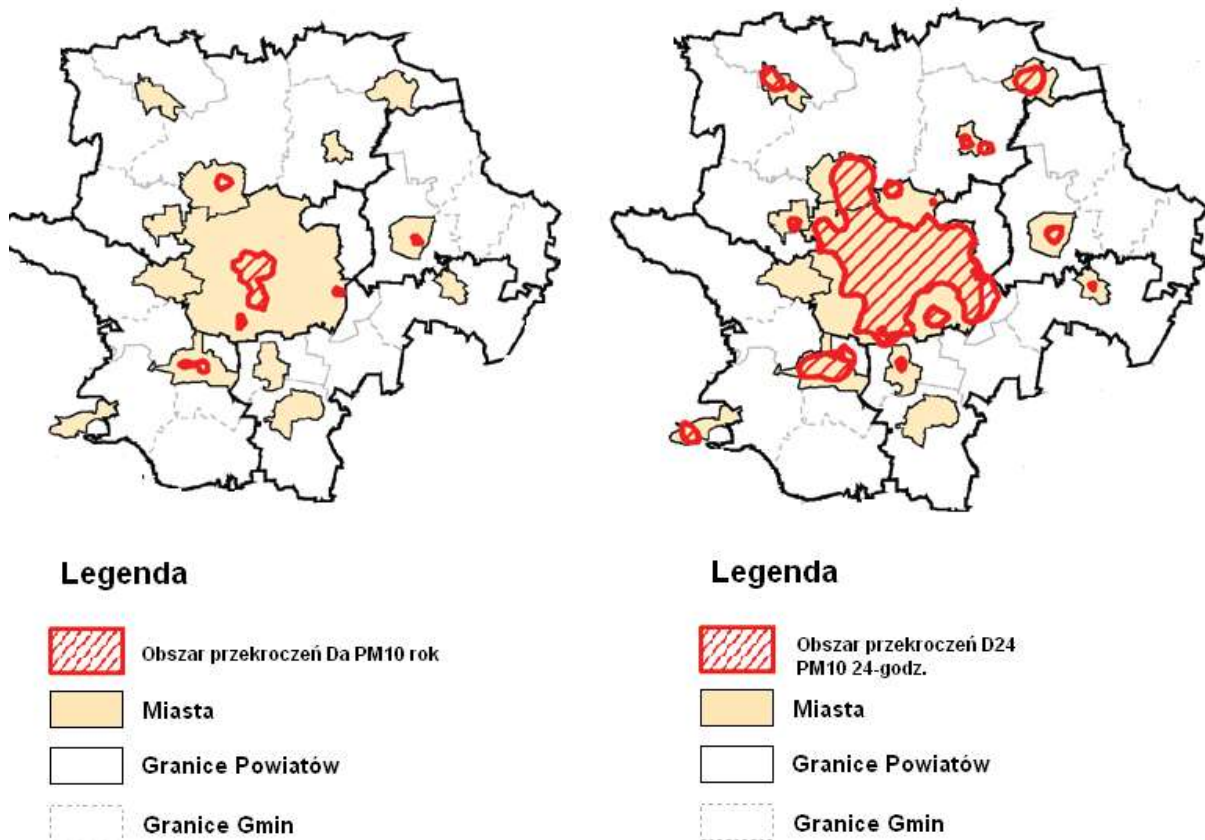 Legenda
Obszar przekroczeń Da PM10 rok
Miasta
Granice Powiatów
Granice Gmin
Legenda
Obszar przekroczeń D24
PM10 24-godz.
Miasta
Granice Powiatów
Granice Gmin